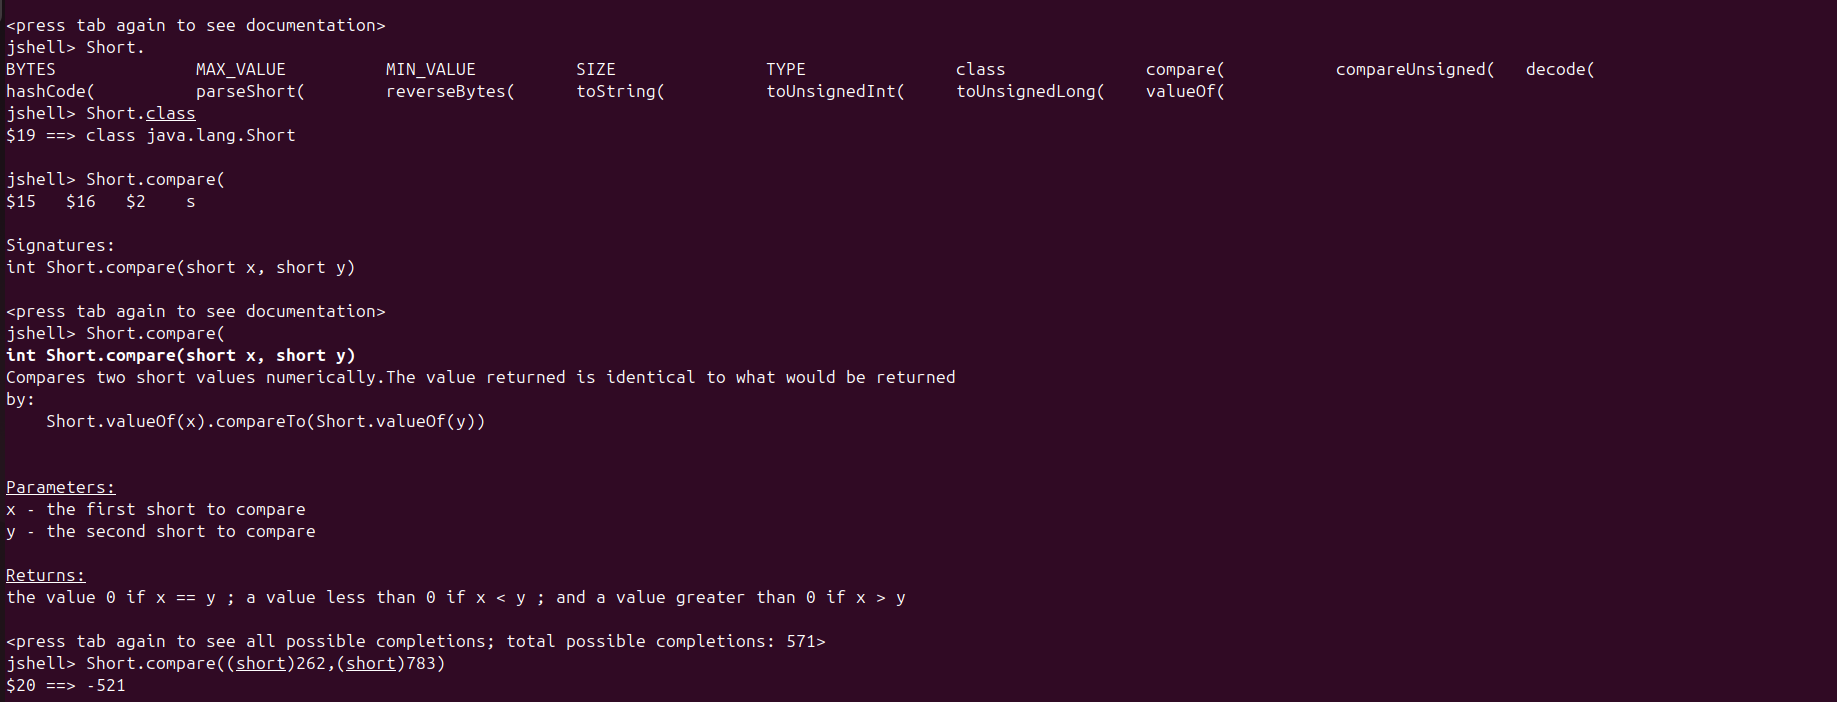 <press tab again to see documentation>
jshell> Short.
BYTES MAX_VALUE MIN_VALUE SIZE TYPE class compare( compareUnsigned( decode(
hashCode( parseShort( reverseBytes( toString( toUnsignedInt( toUnsignedLong( valueOf(
jshell> Short.class
$19 ==> class java.lang.Short
jshell> Short.compare(
$15 $16 $2 s
Signatures:
int Short.compare(short x, short y)
<press tab again to see documentation>
jshell> Short.compare(
int Short.compare(short x, short y)
Compares two short values numerically.The value returned is identical to what would be returned
by:
Short.valueOf(x).compareTo(Short.valueOf(y))
Parameters:
x - the first short to compare
y - the second short to compare
Returns:
the value 0 if x == y ; a value less than 0 if x < y ; and a value greater than 0 if x > y
<press tab again to see all possible completions; total possible completions: 571>
jshell> Short.compare((short)262,(short)783)
$20 ==> -521